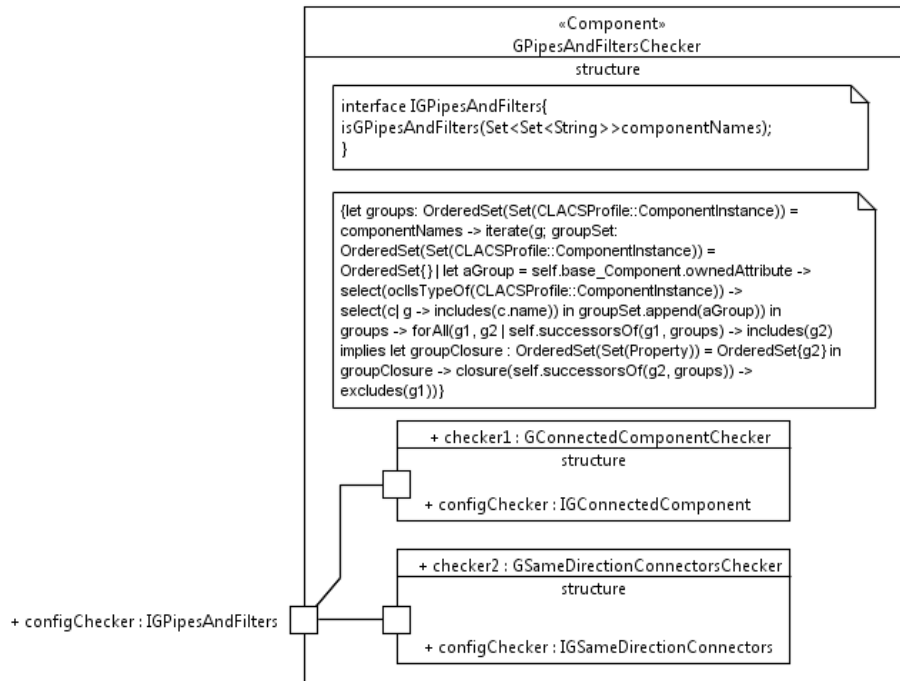 «Component»
GPipesAndFiltersChecker
structure
interface IGPipesAndFilters{
isGPipesAndFilters(Set<Set<String>>componentNames);
}
{let groups: OrderedSet(Set(CLACSProfile::ComponentInstance)) =
componentNames -> iterate(g; groupSet:
OrderedSet(Set(CLACSProfile::ComponentInstance)) =
OrderedSet{} | let aGroup = self.base_Component.ownedAttribute ->
select(oclIsTypeOf(CLACSProfile::ComponentInstance)) ->
select(c| g -> includes(c.name)) in groupSet.append(aGroup)) in
groups -> forAll(g1, g2 | self.successorsOf(g1, groups) -> includes(g2)
implies let groupClosure : OrderedSet(Set(Property)) = OrderedSet{g2} in
groupClosure -> closure(self.successorsOf(g2, groups)) ->
excludes(g1))}
+ checker1 : GConnectedComponentChecker
structure
+ configChecker : IGConnectedComponent
+ checker2 : GSameDirectionConnectorsChecker
structure
+ configChecker : IGPipesAndFilters
+ configChecker : IGSameDirectionConnectors